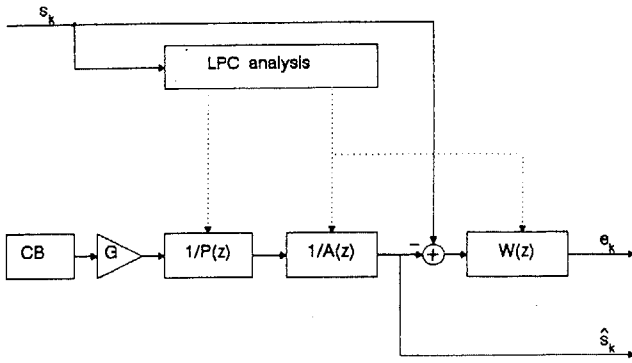 s_k
LPC analysis
CB
G
1/P(z)
1/A(z)
−
+
W(z)
e_k
ŝ_k